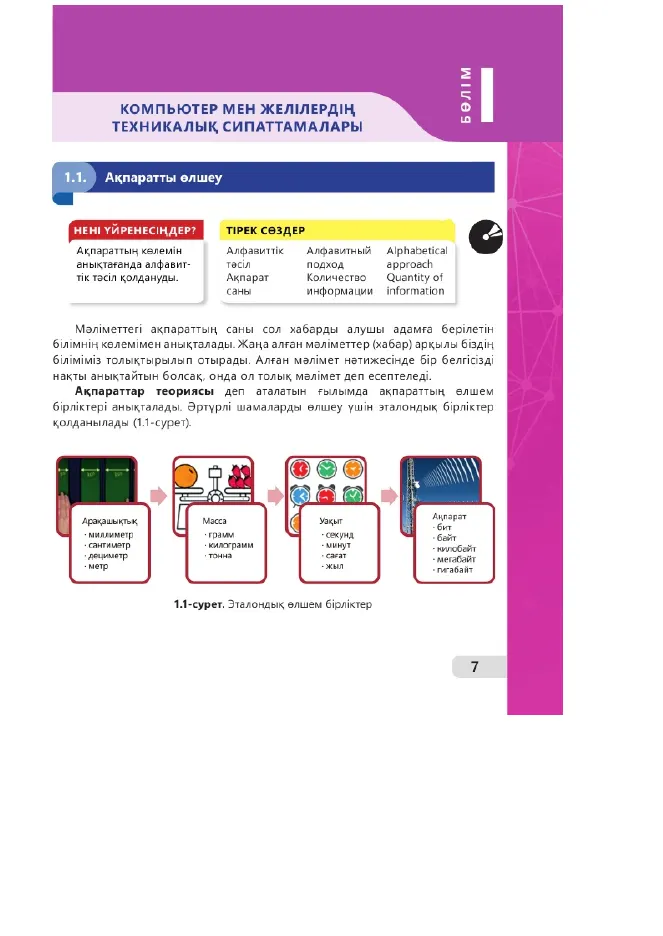 БӨЛІМ
I
КОМПЬЮТЕР МЕН ЖЕЛІЛЕРДІҢ
ТЕХНИКАЛЫҚ СИПАТТАМАЛАРЫ
1.1. Ақпаратты өлшеу
НЕНІ ҮЙРЕНЕСІҢДЕР?
Ақпараттың көлемін
анықтағанда алфавит-
тік тәсіл қолдануды.
ТІРЕК СӨЗДЕР
Алфавиттік
тәсіл
Ақпарат
саны
Алфавитный
подход
Количество
информации
Alphabetical
approach
Quantity of
information
Мәліметтегі ақпараттың саны сол хабарды алушы адамға берілетін
білімнің көлемімен анықталады. Жаңа алған мәліметтер (хабар) арқылы біздің
біліміміз толықтырылып отырады. Алған мәлімет нәтижесінде бір белгісізді
нақты анықтайтын болсақ, онда ол толық мәлімет деп есептеледі.
Ақпараттар теориясы деп аталатын ғылымда ақпараттың өлшем
бірліктері анықталады. Әртүрлі шамаларды өлшеу үшін эталондық бірліктер
қолданылады (1.1-сурет).
Арақашықтық
· миллиметр
· сантиметр
· дециметр
· метр
Масса
· грамм
· килограмм
· тонна
Уақыт
· секунд
· минут
· сағат
· жыл
Ақпарат
· бит
· байт
· килобайт
· мегабайт
· гигабайт
1.1-сурет. Эталондық өлшем бірліктер
7